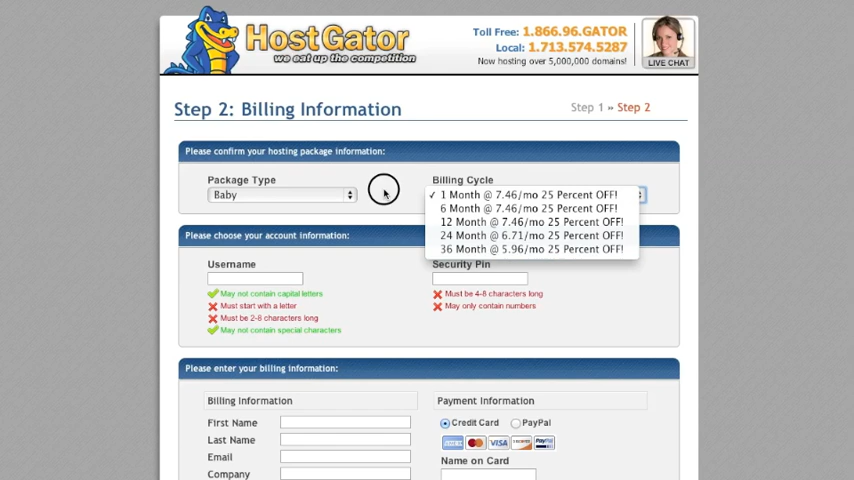 HostGator
we eat up the competition
Toll Free: 1.866.96.GATOR
Local: 1.713.574.5287
Now hosting over 5,000,000 domains!
LIVE CHAT
Step 2: Billing Information
Step 1 » Step 2
Please confirm your hosting package information:
Package Type
Baby
Billing Cycle
✓ 1 Month @ 7.46/mo 25 Percent OFF!
6 Month @ 7.46/mo 25 Percent OFF!
12 Month @ 7.46/mo 25 Percent OFF!
24 Month @ 6.71/mo 25 Percent OFF!
36 Month @ 5.96/mo 25 Percent OFF!
Please choose your account information:
Username
May not contain capital letters
Must start with a letter
Must be 2-8 characters long
May not contain special characters
Security Pin
Must be 4-8 characters long
May only contain numbers
Please enter your billing information:
Billing Information
First Name
Last Name
Email
Company
Payment Information
Credit Card
PayPal
VISA
Name on Card